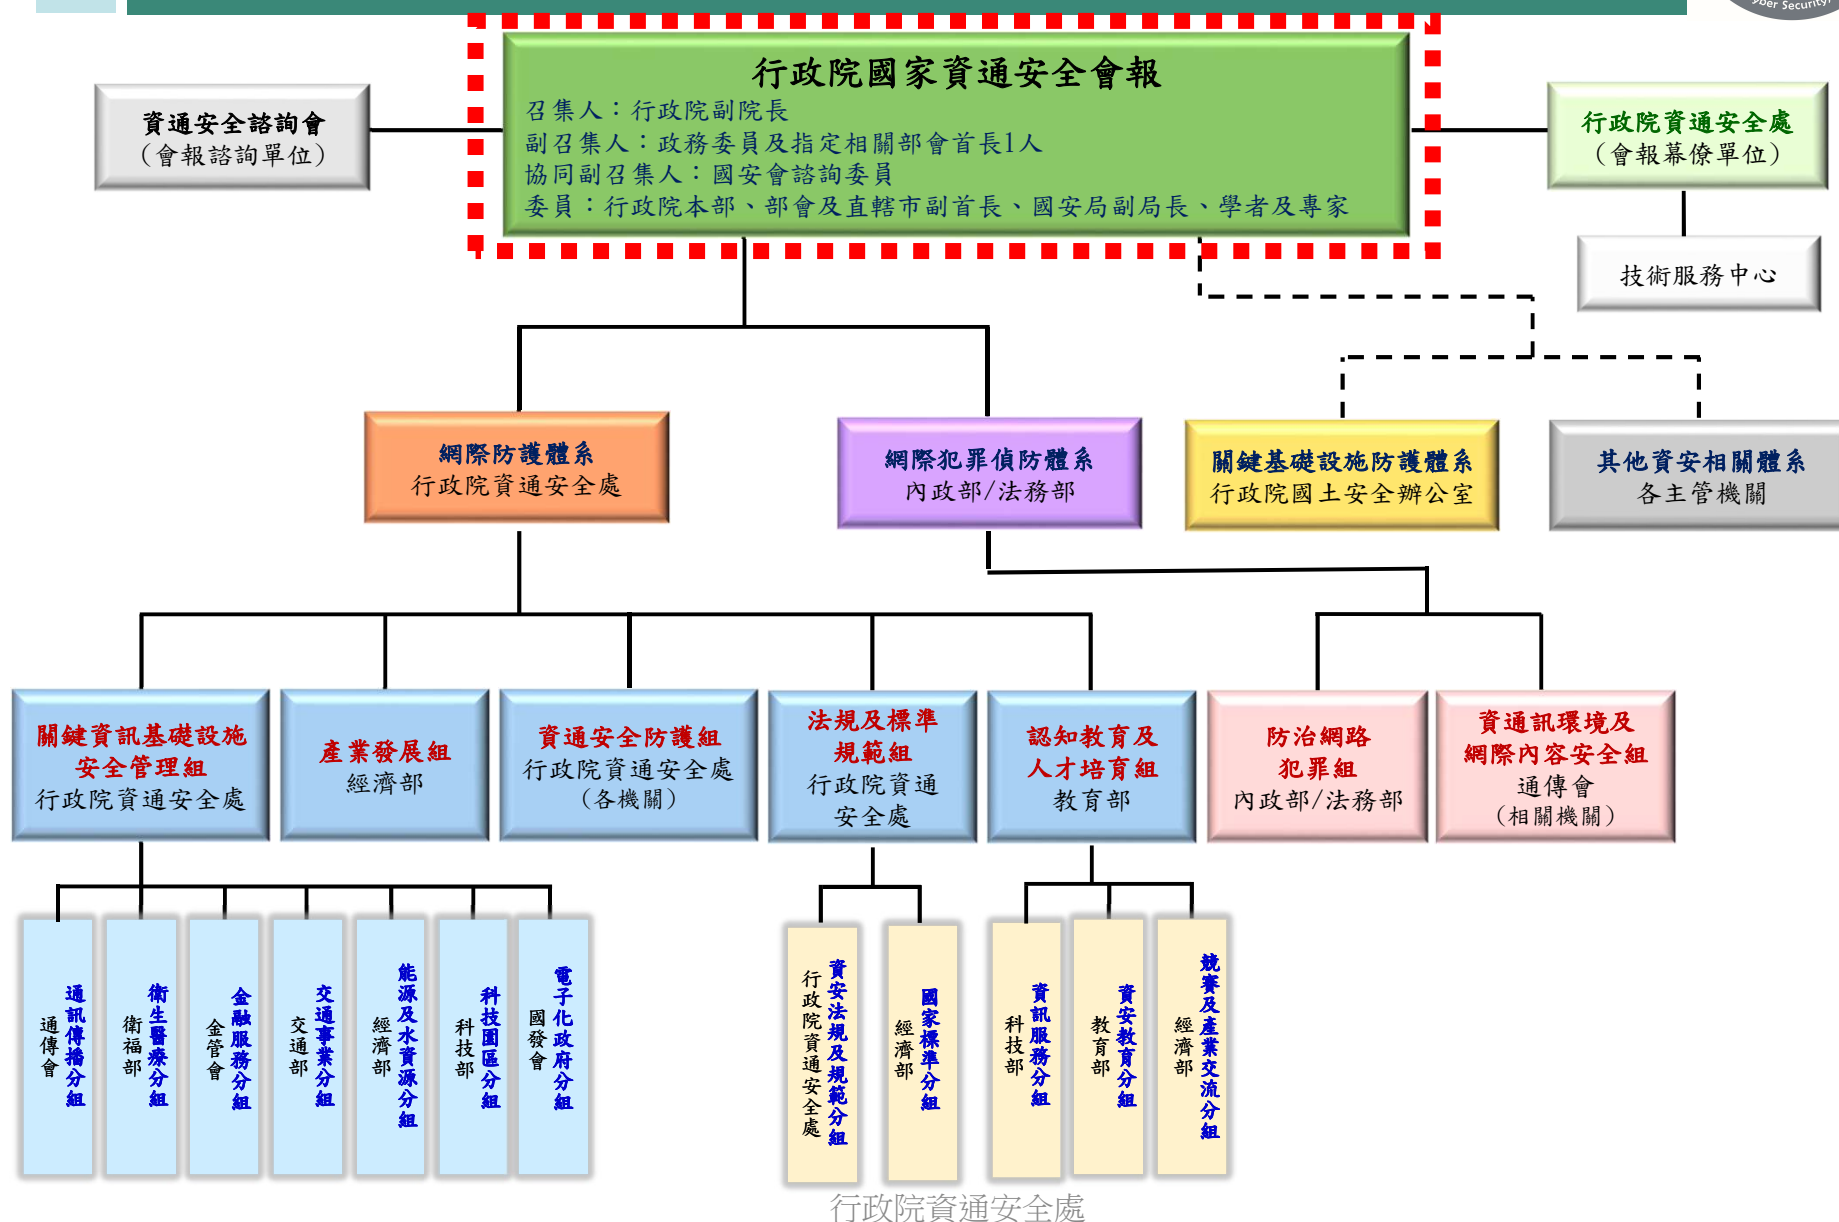 yber Security,
行政院國家資通安全會報
召集人：行政院副院長
副召集人：政務委員及指定相關部會首長1人
協同副召集人：國安會諮詢委員
委員：行政院本部、部會及直轄市副首長、國安局副局長、學者及專家
資通安全諮詢會
（會報諮詢單位）
行政院資通安全處
（會報幕僚單位）
技術服務中心
網際防護體系
行政院資通安全處
網際犯罪偵防體系
內政部/法務部
關鍵基礎設施防護體系
行政院國土安全辦公室
其他資安相關體系
各主管機關
關鍵資訊基礎設施
安全管理組
行政院資通安全處
產業發展組
經濟部
資通安全防護組
行政院資通安全處
（各機關）
法規及標準
規範組
行政院資通
安全處
認知教育及
人才培育組
教育部
防治網路
犯罪組
內政部/法務部
資通訊環境及
網際內容安全組
通傳會
（相關機關）
通訊傳播分組
通傳會
衛生醫療分組
衛福部
金融服務分組
金管會
交通事業分組
交通部
能源及水資源分組
經濟部
科技園區分組
科技部
電子化政府分組
國發會
資安法規及規範分組
行政院資通安全處
國家標準分組
經濟部
資訊服務分組
科技部
資安教育分組
教育部
競賽及產業交流分組
經濟部
行政院資通安全處